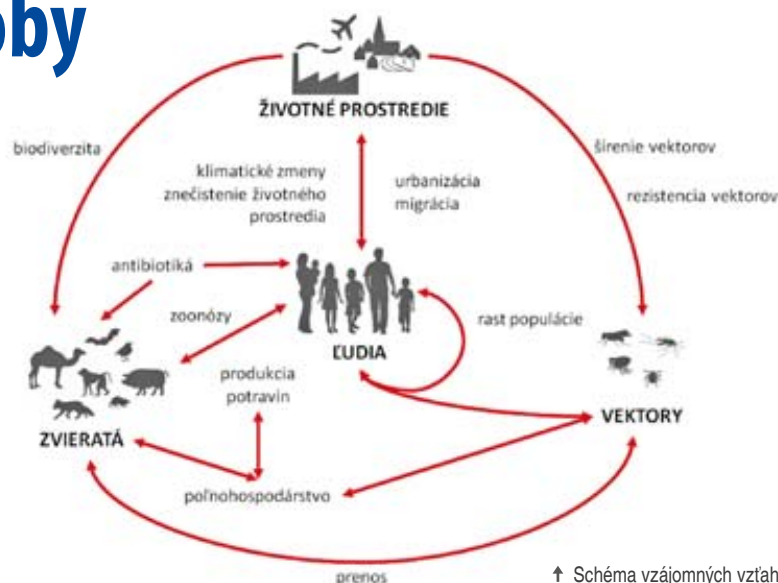 oby
ŽIVOTNÉ PROSTREDIE
biodiverzita
šírenie vektorov
klimatické zmeny
znečistenie životného
prostredia
urbanizácia
migrácia
rezistencia vektorov
antibiotiká
zoonózy
rast populácie
ĽUDIA
produkcia
potravín
ZVIERATÁ
VEKTORY
poľnohospodárstvo
prenos
↑ Schéma vzájomných vzťah